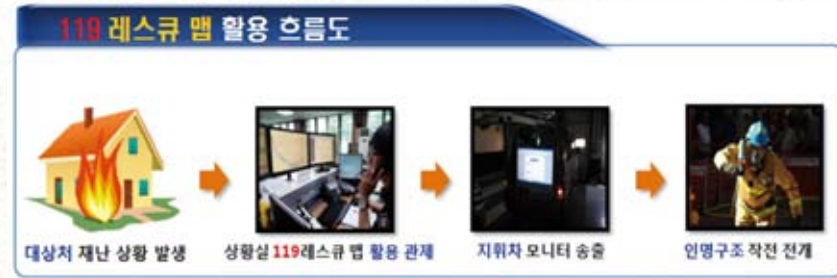 119 레스큐 맵 활용 흐름도
대상처 재난 상황 발생
상황실 119레스큐 맵 활용 관제
지휘차 모니터 송출
인명구조 작전 전개